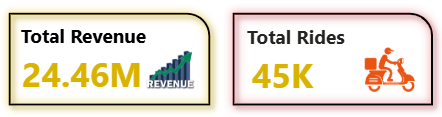 Total Revenue
24.46M
REVENUE
Total Rides
45K